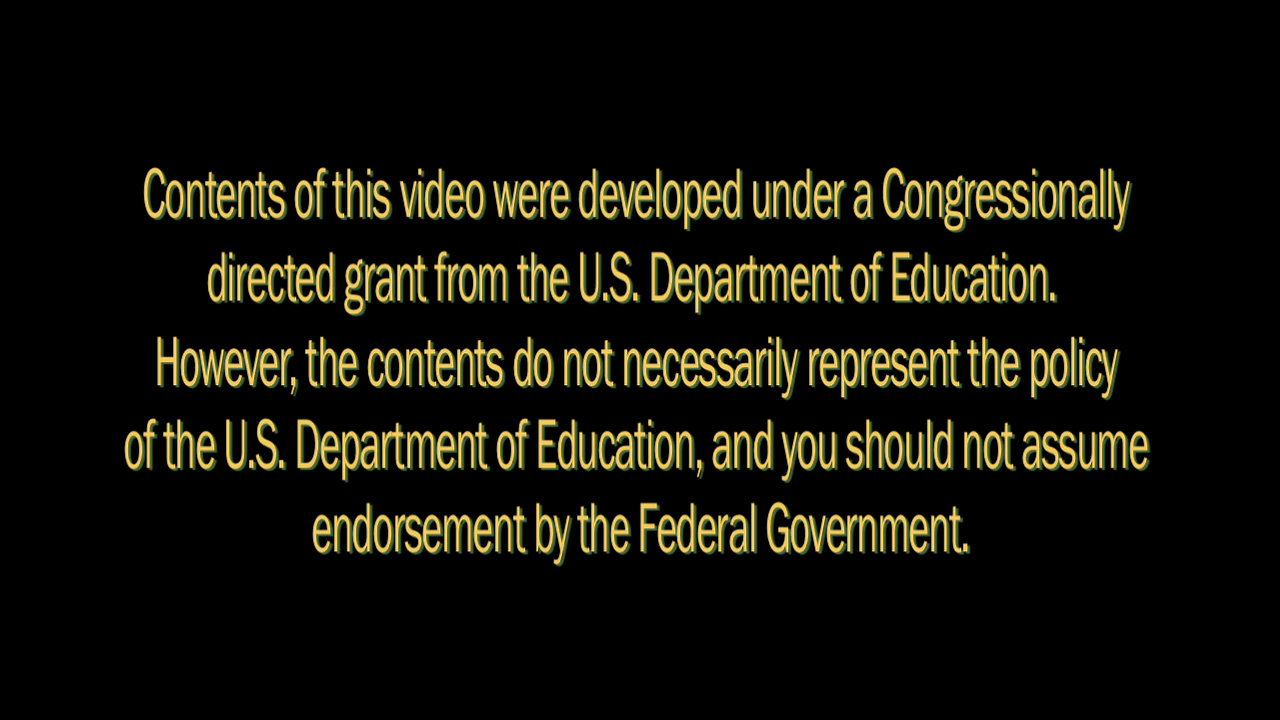 Contents of this video were developed under a Congressionally
directed grant from the U.S. Department of Education.
However, the contents do not necessarily represent the policy
of the U.S. Department of Education, and you should not assume
endorsement by the Federal Government.